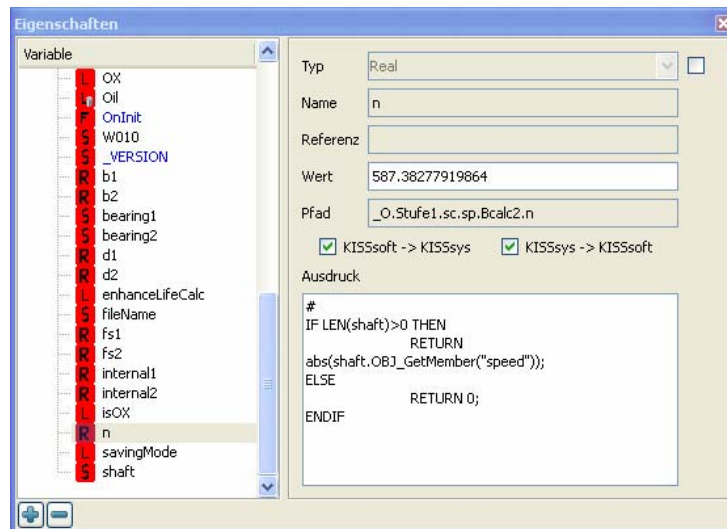 Eigenschaften
Variable
L OX
L Oil
F OnInit
S W010
S _VERSION
R b1
R b2
S bearing1
S bearing2
R d1
R d2
L enhanceLifeCalc
S fileName
R fs1
R fs2
R internal1
R internal2
L isOX
R n
L savingMode
S shaft
Typ Real
Name n
Referenz
Wert 587.38277919864
Pfad _O.Stufe1.sc.sp.Bcalc2.n
KISSsoft -> KISSsys KISSsys -> KISSsoft
Ausdruck
#
IF LEN(shaft)>0 THEN
RETURN
abs(shaft.OBJ_GetMember("speed"));
ELSE
RETURN 0;
ENDIF